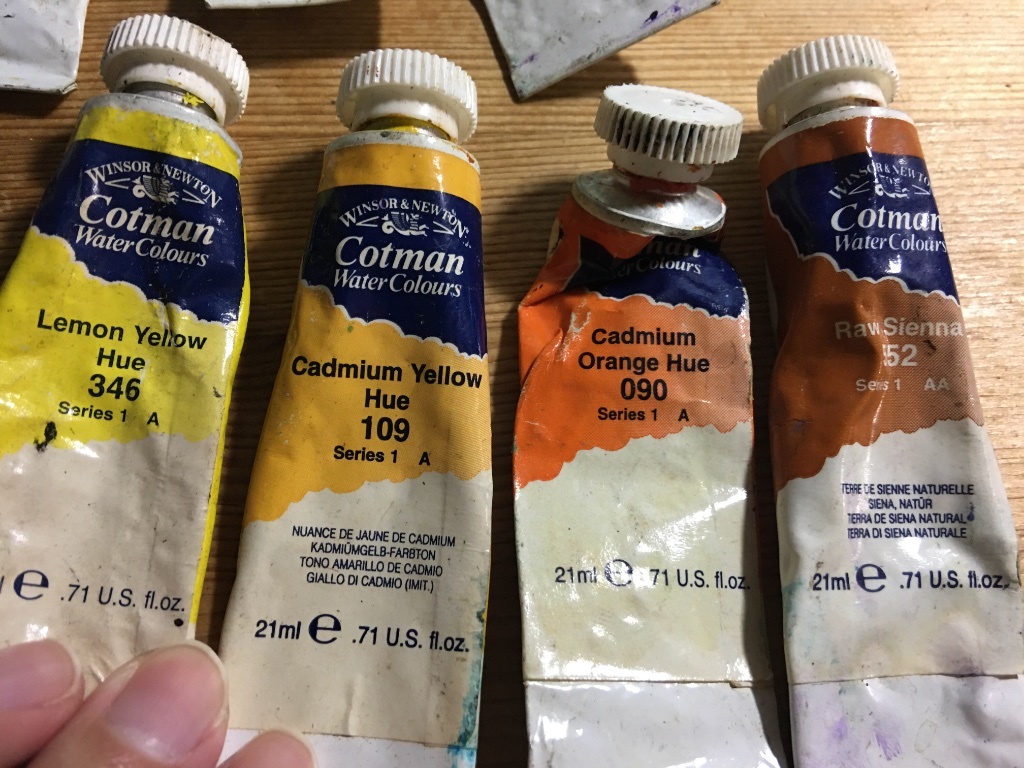 WINSOR & NEWTON
Cotman
Water Colours
Lemon Yellow
Hue
346
Series 1 A
e .71 U.S. fl.oz.
WINSOR & NEWTON
Cotman
Water Colours
Cadmium Yellow
Hue
109
Series 1 A
NUANCE DE JAUNE DE CADMIUM
KADMIUMGELB-FARBTON
TONO AMARILLO DE CADMIO
GIALLO DI CADMIO (IMIT.)
21ml e .71 U.S. fl.oz.
Colours
Cadmium
Orange Hue
090
Series 1 A
21ml e .71 U.S. fl.oz.
WINSOR & NEWTON
Cotman
Water Colours
Raw Sienna
52
Series 1 AA
TERRE DE SIENNE NATURELLE
SIENA, NATÜR
TIERRA DE SIENA NATURAL
TERRA DI SIENA NATURALE
21ml e .71 U.S. fl.oz.